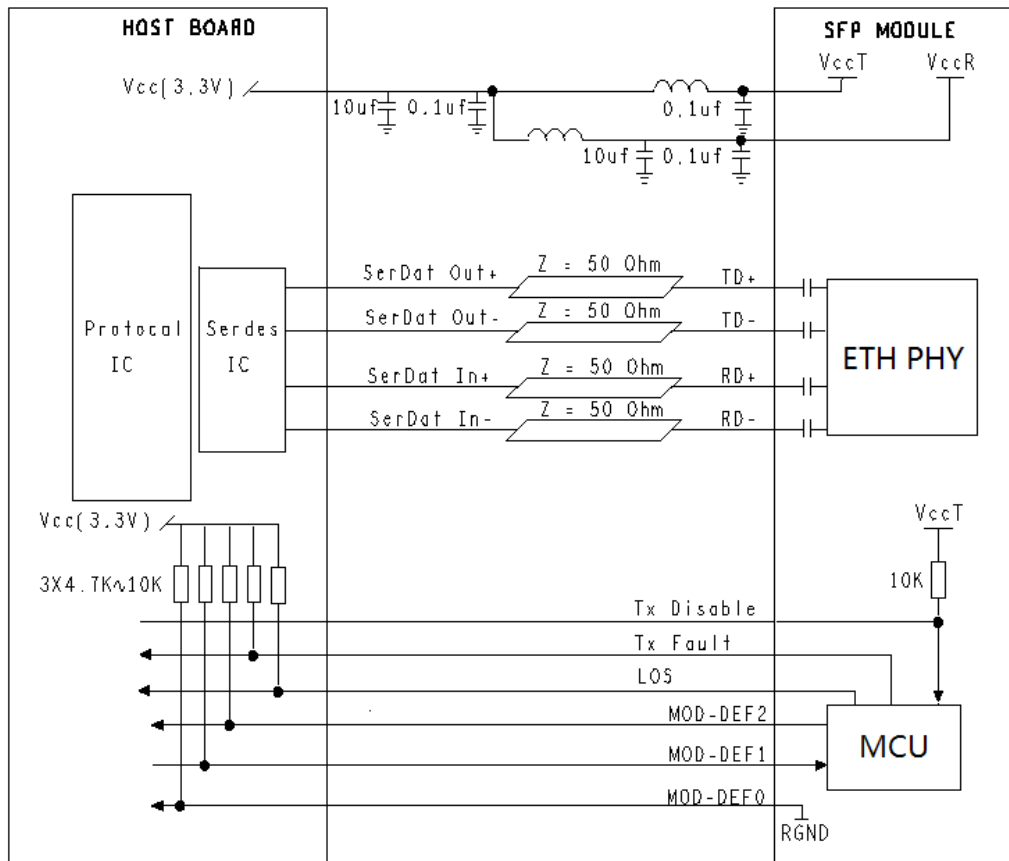 HOST BOARD
SFP MODULE
VccT
VccR
Vcc(3.3V)
10uf
0.1uf
0.1uf
10uf
0.1uf
Z = 50 Ohm
SerDat Out+
TD+
Z = 50 Ohm
SerDat Out-
TD-
Protocal
IC
Serdes
IC
ETH PHY
Z = 50 Ohm
SerDat In+
RD+
Z = 50 Ohm
SerDat In-
RD-
Vcc(3.3V)
VccT
3X4.7K∿10K
10K
Tx Disable
Tx Fault
LOS
MOD-DEF2
MCU
MOD-DEF1
MOD-DEF0
RGND